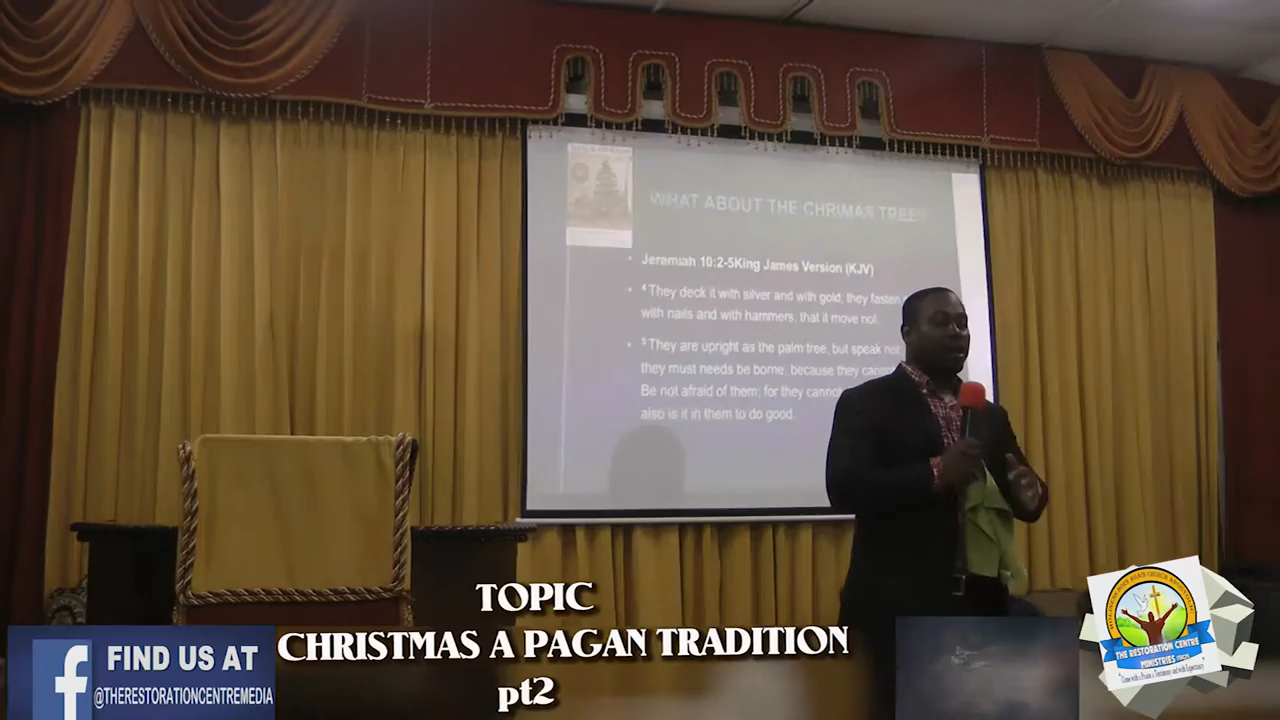 WHAT ABOUT THE CHRIMAS TREE
Jeremiah 10:2-5King James Version (KJV)
4 They deck it with silver and with gold; they fasten
with nails and with hammers, that it move not.
5 They are upright as the palm tree, but speak not
they must needs be borne, because they cannot
Be not afraid of them; for they cannot
also is it in them to do good.
TOPIC
CHRISTMAS A PAGAN TRADITION
pt2
FIND US AT
@THERESTORATIONCENTREMEDIA
THE RESTORATION CENTRE
MINISTRIES